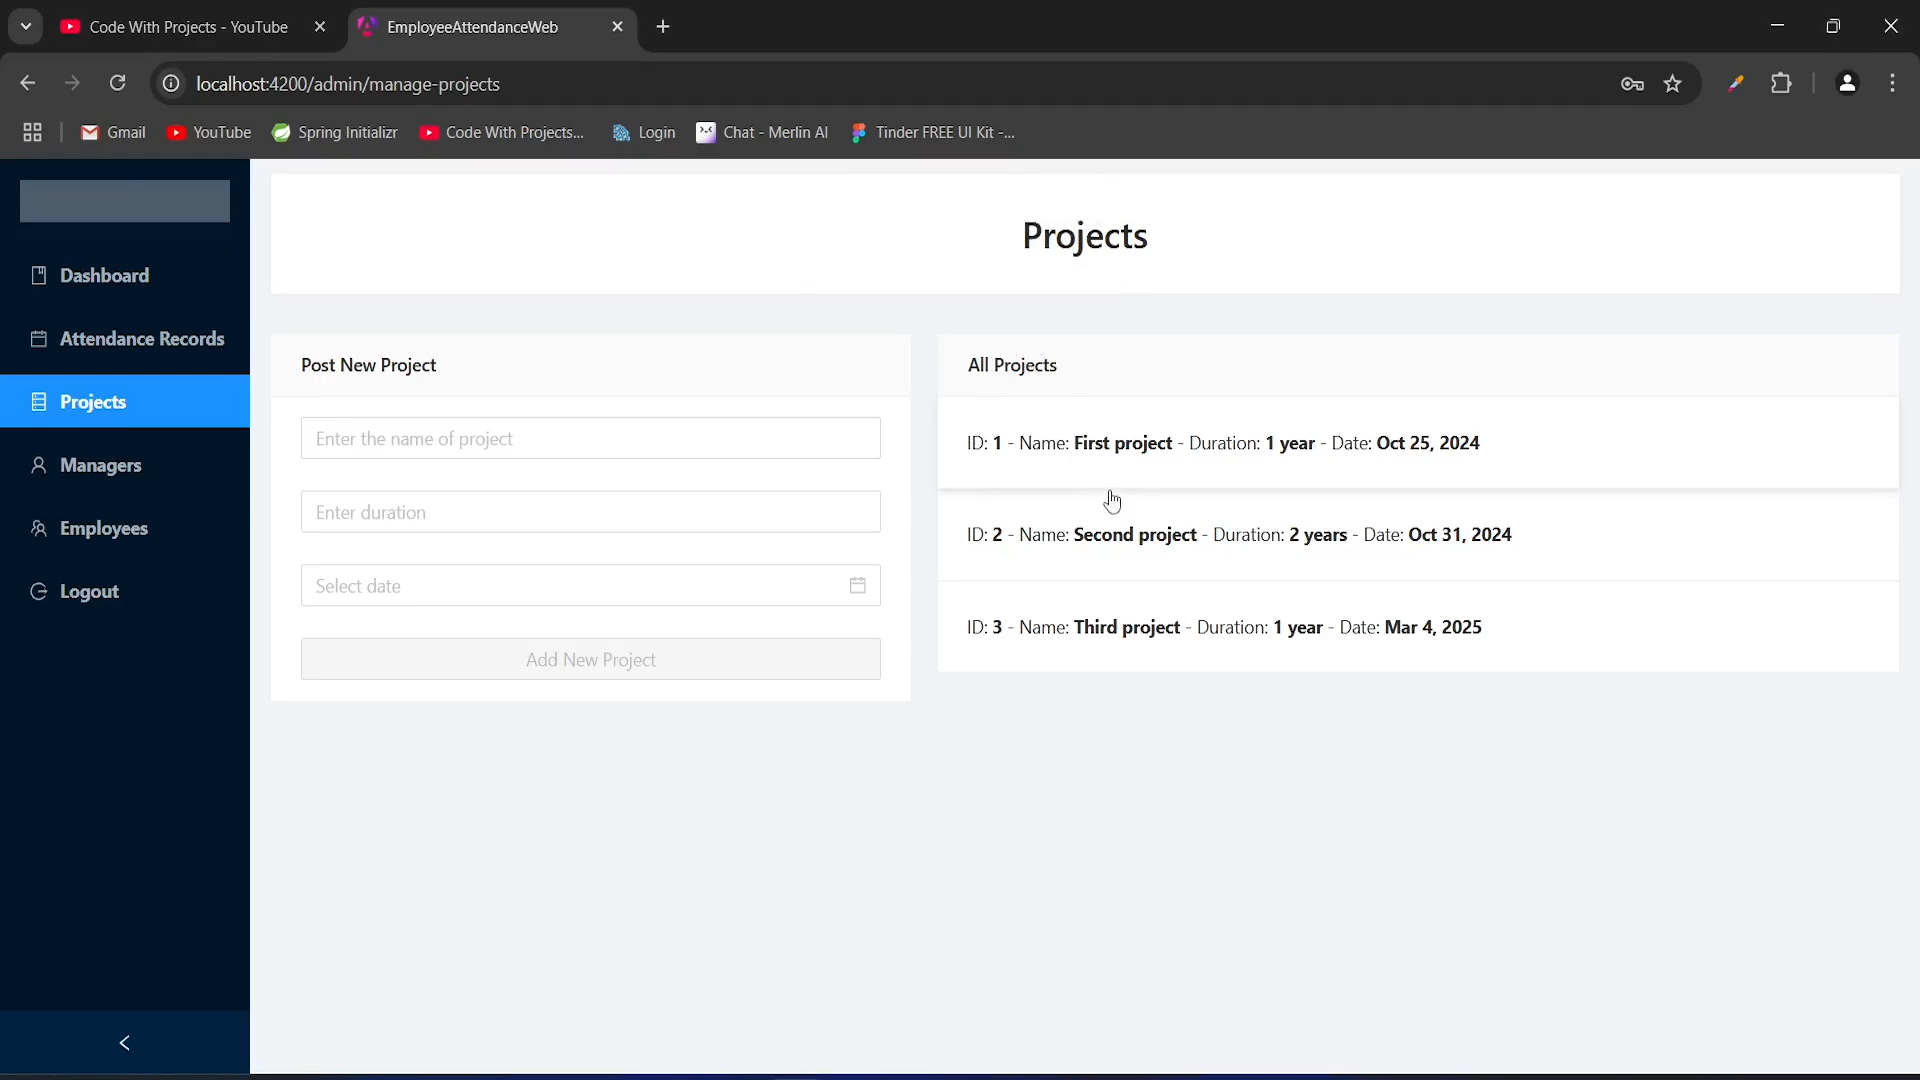 Code With Projects - YouTube
EmployeeAttendanceWeb
localhost:4200/admin/manage-projects
Gmail
YouTube
Spring Initializr
Code With Projects...
Login
Chat - Merlin AI
Tinder FREE UI Kit -...
Projects
Dashboard
Attendance Records
Projects
Managers
Employees
Logout
Post New Project
Enter the name of project
Enter duration
Select date
Add New Project
All Projects
ID: 1 - Name: First project - Duration: 1 year - Date: Oct 25, 2024
ID: 2 - Name: Second project - Duration: 2 years - Date: Oct 31, 2024
ID: 3 - Name: Third project - Duration: 1 year - Date: Mar 4, 2025